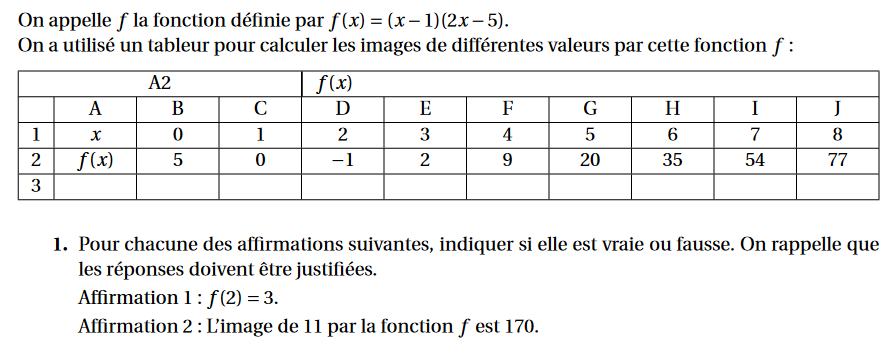 On appelle f la fonction définie par f(x) = (x − 1)(2x − 5).
On a utilisé un tableur pour calculer les images de différentes valeurs par cette fonction f :
A2 f(x)
A B C D E F G H I J
1 x 0 1 2 3 4 5 6 7 8
2 f(x) 5 0 −1 2 9 20 35 54 77
3
1. Pour chacune des affirmations suivantes, indiquer si elle est vraie ou fausse. On rappelle que
les réponses doivent être justifiées.
Affirmation 1 : f(2) = 3.
Affirmation 2 : L'image de 11 par la fonction f est 170.